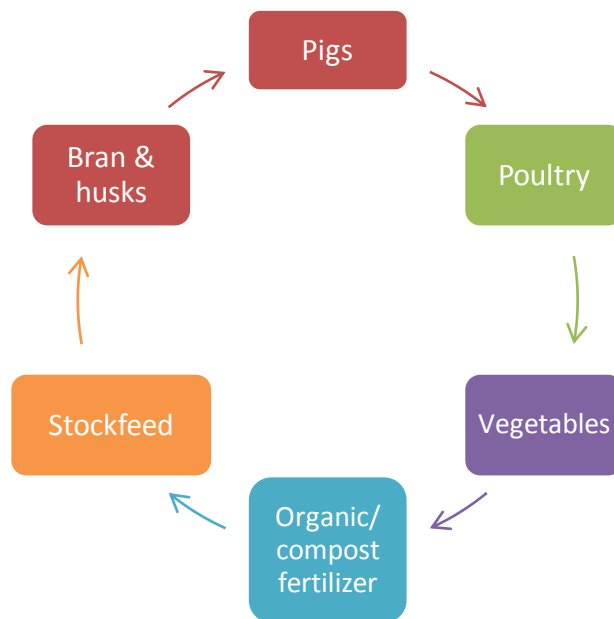 Pigs
Poultry
Vegetables
Organic/
compost
fertilizer
Stockfeed
Bran &
husks